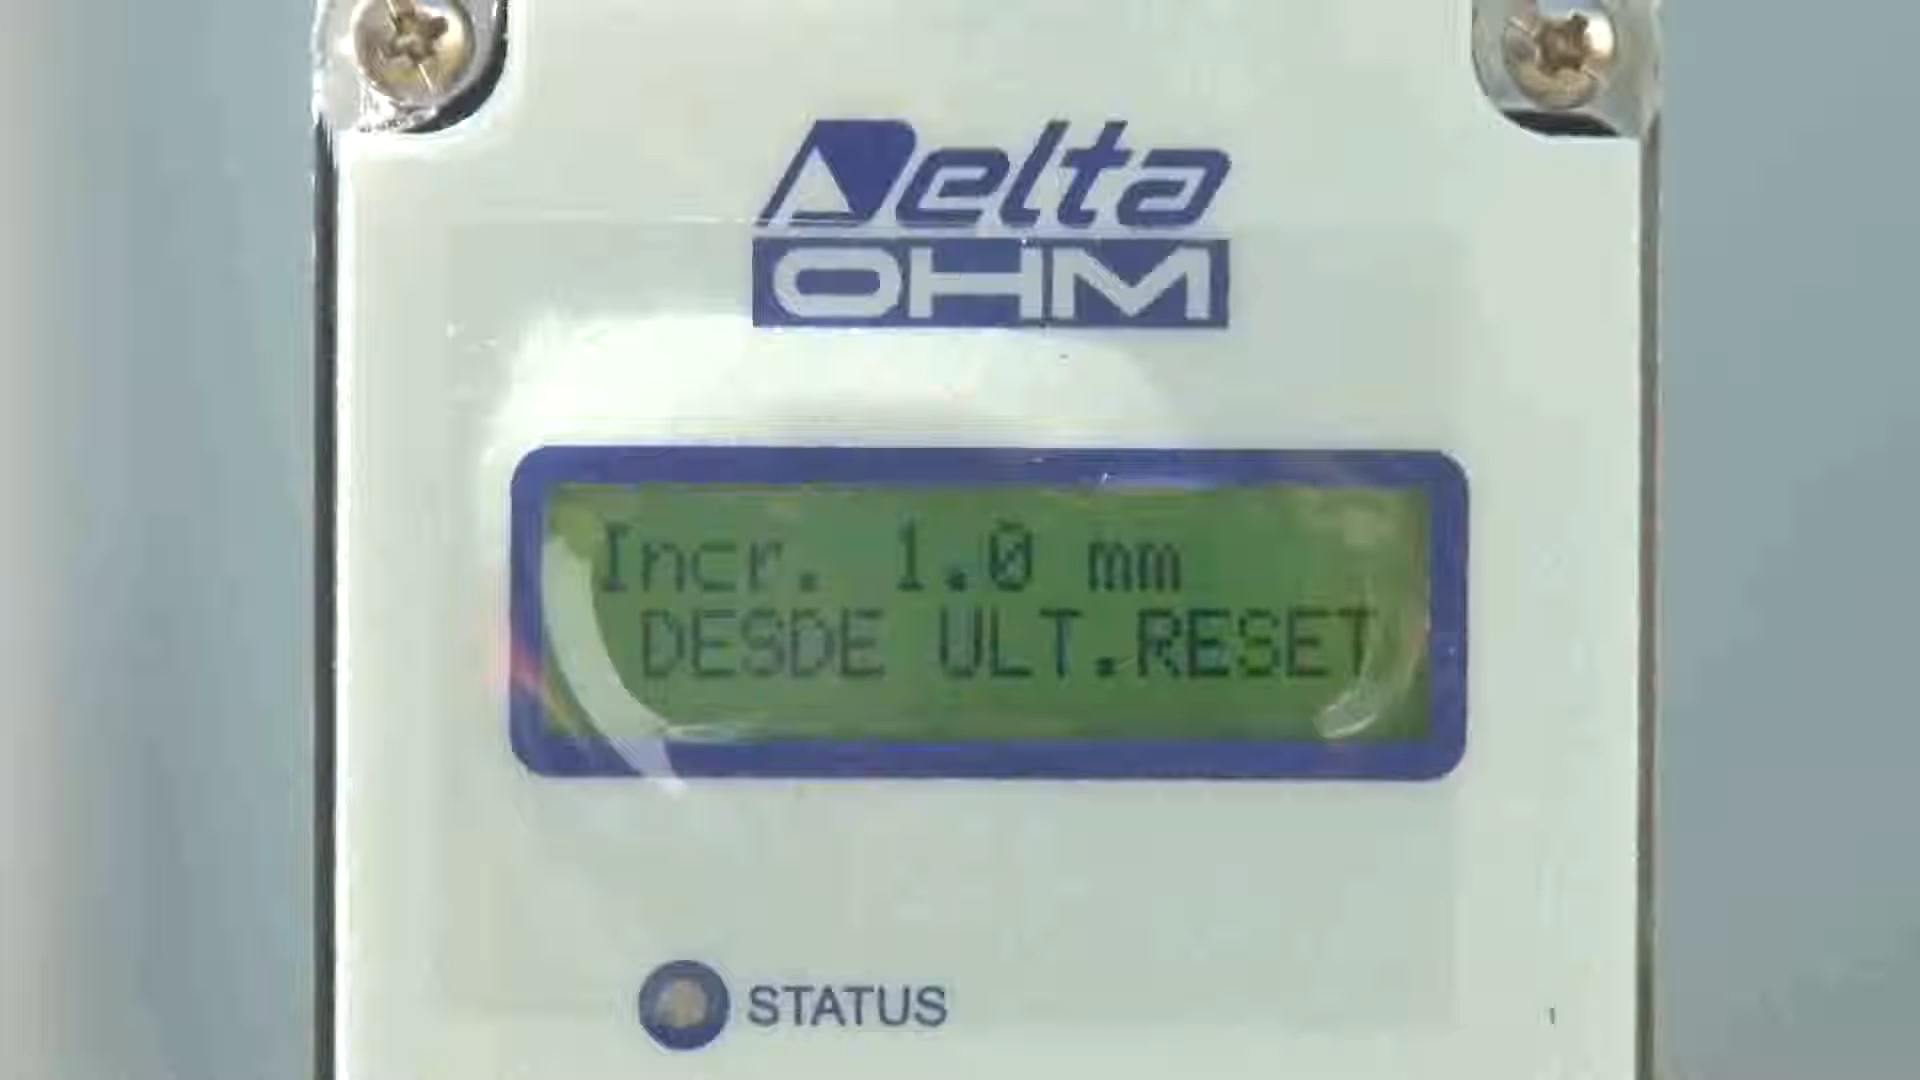 Delta
OHM
Incr. 1.0 mm
DESDE ULT.RESET
STATUS